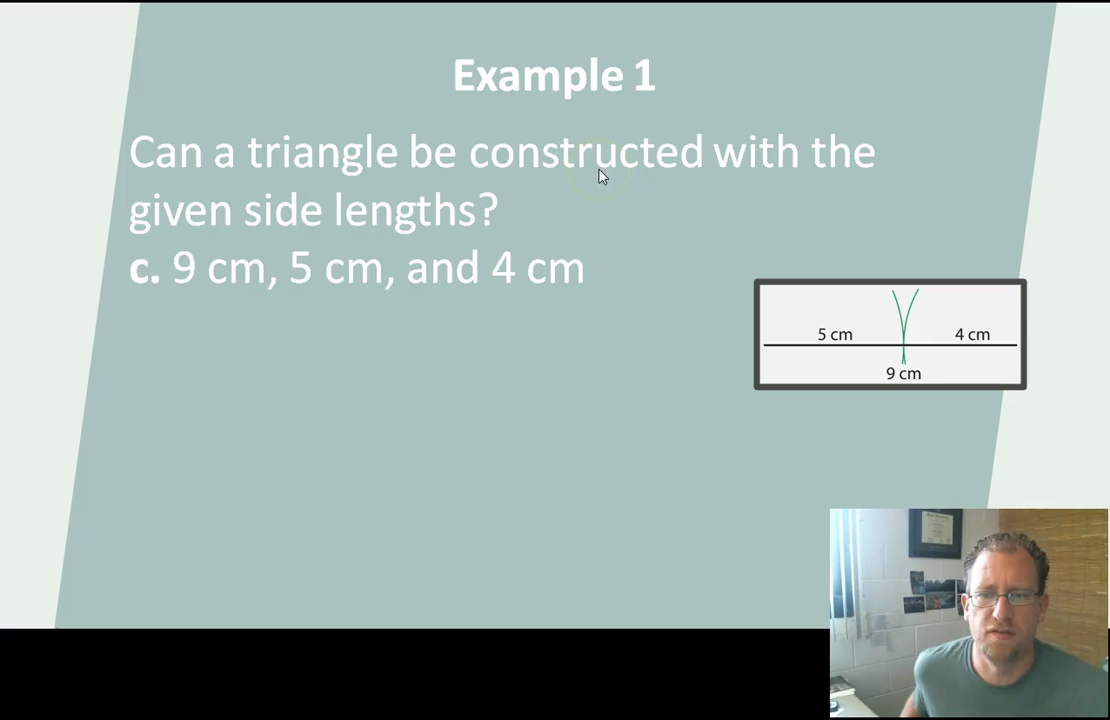 Example 1
Can a triangle be constructed with the
given side lengths?
c. 9 cm, 5 cm, and 4 cm
5 cm
4 cm
9 cm